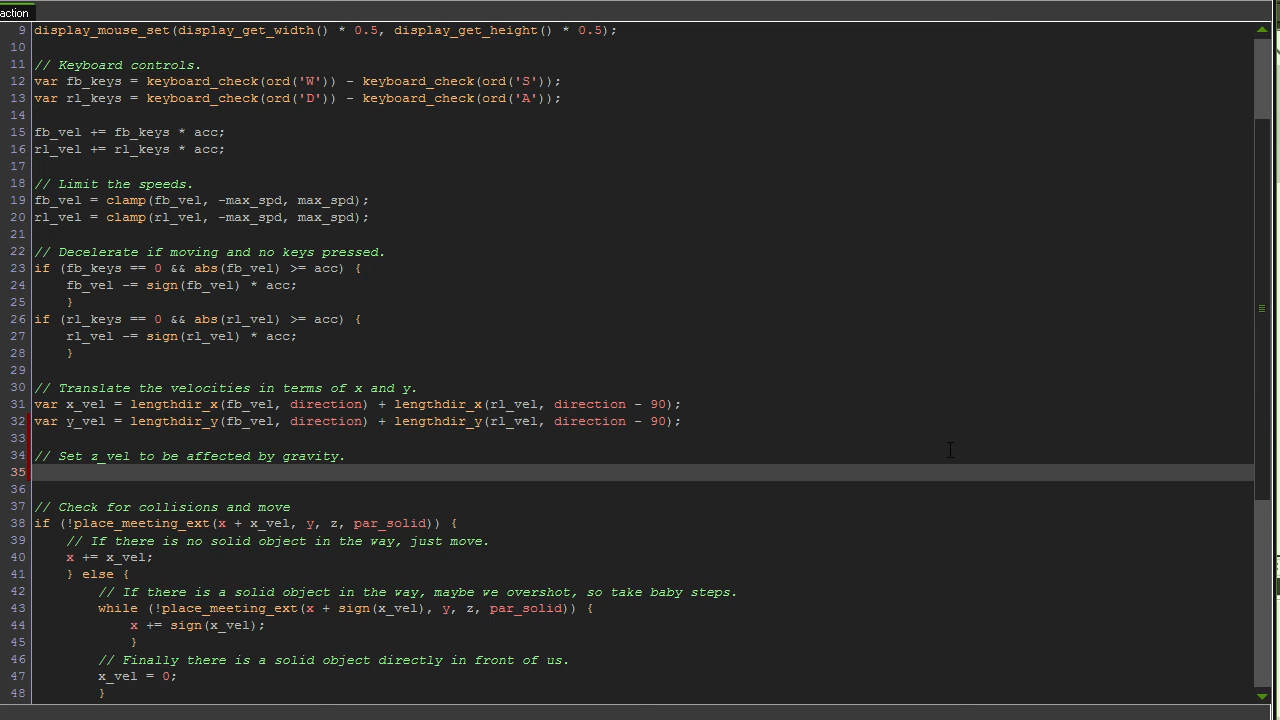 action
9 display_mouse_set(display_get_width() * 0.5, display_get_height() * 0.5);
10
11 // Keyboard controls.
12 var fb_keys = keyboard_check(ord('W')) - keyboard_check(ord('S'));
13 var rl_keys = keyboard_check(ord('D')) - keyboard_check(ord('A'));
14
15 fb_vel += fb_keys * acc;
16 rl_vel += rl_keys * acc;
17
18 // Limit the speeds.
19 fb_vel = clamp(fb_vel, -max_spd, max_spd);
20 rl_vel = clamp(rl_vel, -max_spd, max_spd);
21
22 // Decelerate if moving and no keys pressed.
23 if (fb_keys == 0 && abs(fb_vel) >= acc) {
24     fb_vel -= sign(fb_vel) * acc;
25     }
26 if (rl_keys == 0 && abs(rl_vel) >= acc) {
27     rl_vel -= sign(rl_vel) * acc;
28     }
29
30 // Translate the velocities in terms of x and y.
31 var x_vel = lengthdir_x(fb_vel, direction) + lengthdir_x(rl_vel, direction - 90);
32 var y_vel = lengthdir_y(fb_vel, direction) + lengthdir_y(rl_vel, direction - 90);
33
34 // Set z_vel to be affected by gravity.
35
36
37 // Check for collisions and move
38 if (!place_meeting_ext(x + x_vel, y, z, par_solid)) {
39     // If there is no solid object in the way, just move.
40     x += x_vel;
41     } else {
42         // If there is a solid object in the way, maybe we overshot, so take baby steps.
43         while (!place_meeting_ext(x + sign(x_vel), y, z, par_solid)) {
44             x += sign(x_vel);
45             }
46         // Finally there is a solid object directly in front of us.
47         x_vel = 0;
48         }